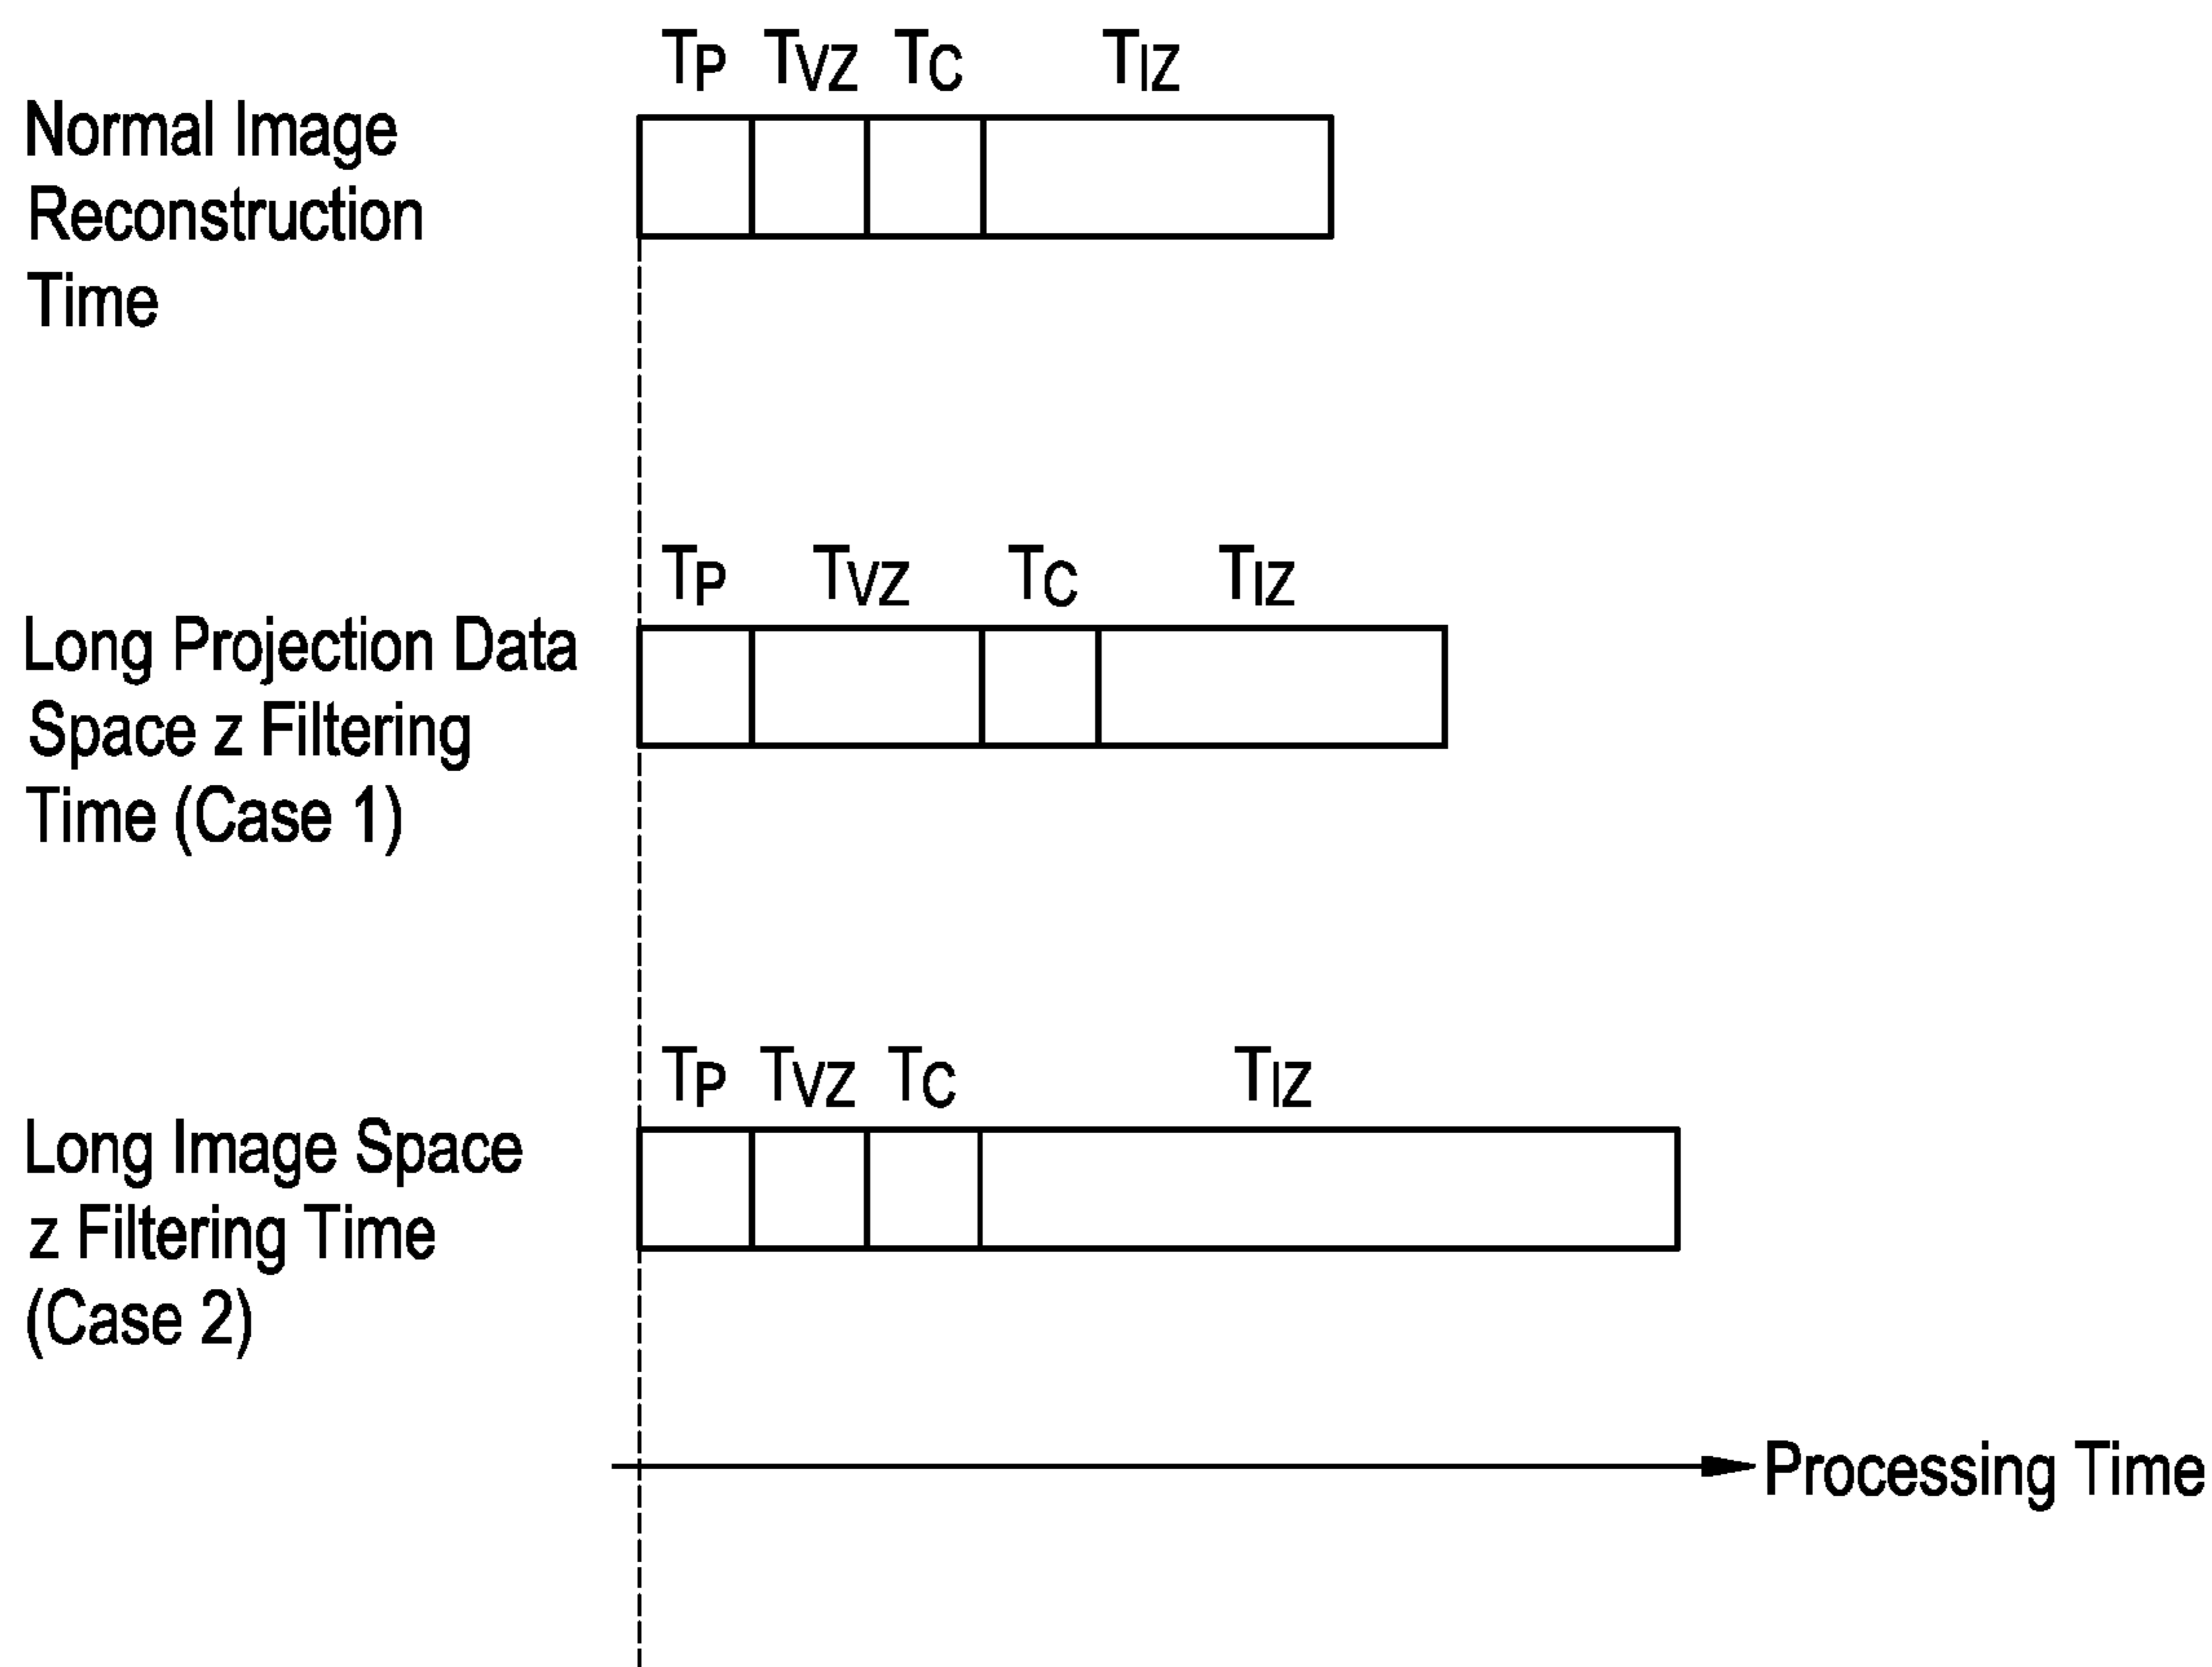 TP TVZ TC TIZ
Normal Image
Reconstruction
Time
TP TVZ TC TIZ
Long Projection Data
Space z Filtering
Time (Case 1)
TP TVZ TC TIZ
Long Image Space
z Filtering Time
(Case 2)
Processing Time